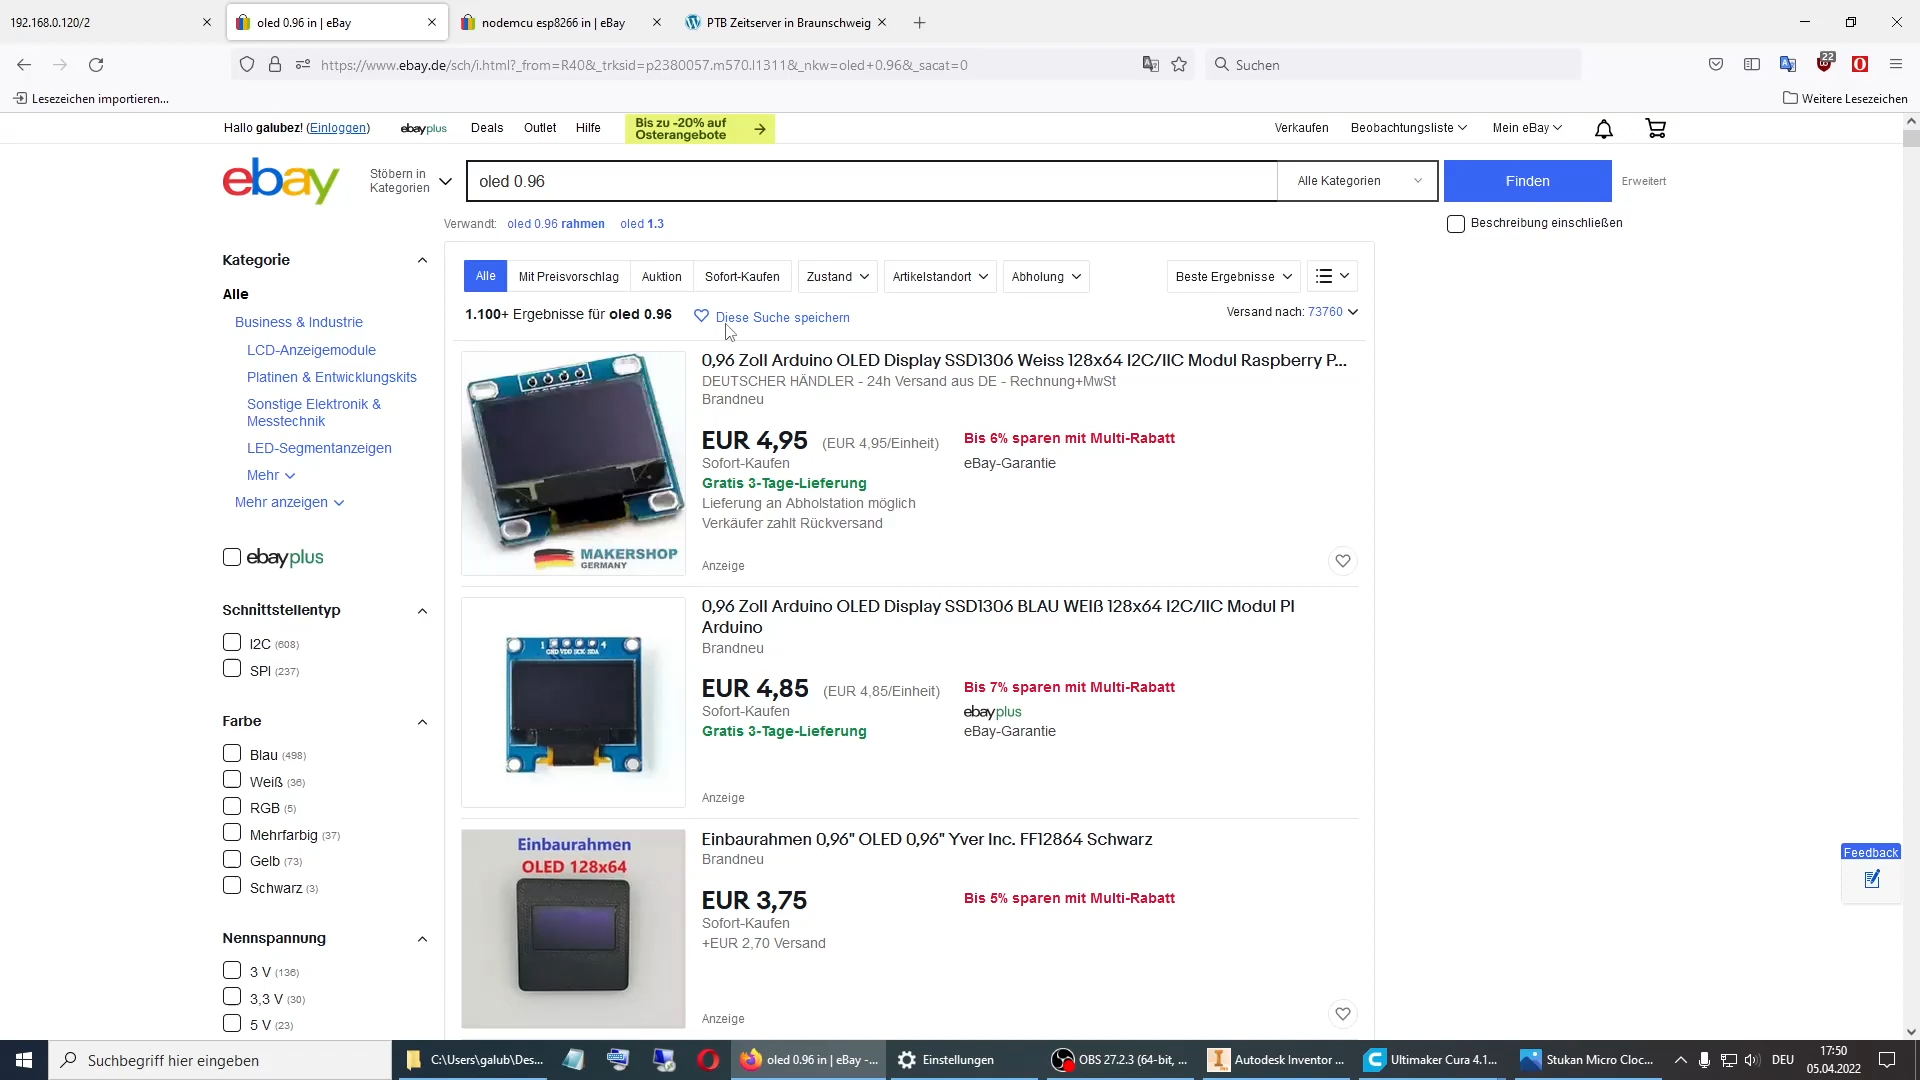 192.168.0.120/2
oled 0.96 in | eBay
nodemcu esp8266 in | eBay
PTB Zeitserver in Braunschweig
https://www.ebay.de/sch/i.html?_from=R40&_trksid=p2380057.m570.l1311&_nkw=oled+0.96&_sacat=0
Suchen
22
Lesezeichen importieren...
Weitere Lesezeichen
Hallo galubez! (Einloggen)
ebayplus
Deals
Outlet
Hilfe
Bis zu -20% auf
Osterangebote
Verkaufen
Beobachtungsliste
Mein eBay
ebay
Stöbern in
Kategorien
oled 0.96
Alle Kategorien
Finden
Erweitert
Verwandt: oled 0.96 rahmen oled 1.3
Beschreibung einschließen
Kategorie
Alle
Business & Industrie
LCD-Anzeigemodule
Platinen & Entwicklungskits
Sonstige Elektronik &
Messtechnik
LED-Segmentanzeigen
Mehr
Mehr anzeigen
ebayplus
Schnittstellentyp
I2C (608)
SPI (237)
Farbe
Blau (498)
Weiß (36)
RGB (5)
Mehrfarbig (37)
Gelb (73)
Schwarz (3)
Nennspannung
3 V (136)
3,3 V (30)
5 V (23)
Alle
Mit Preisvorschlag
Auktion
Sofort-Kaufen
Zustand
Artikelstandort
Abholung
Beste Ergebnisse
1.100+ Ergebnisse für oled 0.96
Diese Suche speichern
Versand nach: 73760
MAKERSHOP
GERMANY
0,96 Zoll Arduino OLED Display SSD1306 Weiss 128x64 I2C/IIC Modul Raspberry P...
DEUTSCHER HÄNDLER - 24h Versand aus DE - Rechnung+MwSt
Brandneu
EUR 4,95 (EUR 4,95/Einheit)
Bis 6% sparen mit Multi-Rabatt
Sofort-Kaufen
eBay-Garantie
Gratis 3-Tage-Lieferung
Lieferung an Abholstation möglich
Verkäufer zahlt Rückversand
Anzeige
1 4
GND VDD SCK SDA
0,96 Zoll Arduino OLED Display SSD1306 BLAU WEIß 128x64 I2C/IIC Modul PI
Arduino
Brandneu
EUR 4,85 (EUR 4,85/Einheit)
Bis 7% sparen mit Multi-Rabatt
Sofort-Kaufen
ebayplus
Gratis 3-Tage-Lieferung
eBay-Garantie
Anzeige
Einbaurahmen
OLED 128x64
Einbaurahmen 0,96" OLED 0,96" Yver Inc. FF12864 Schwarz
Brandneu
EUR 3,75
Bis 5% sparen mit Multi-Rabatt
Sofort-Kaufen
+EUR 2,70 Versand
Anzeige
Feedback
Suchbegriff hier eingeben
C:\Users\galub\Des...
oled 0.96 in | eBay -...
Einstellungen
OBS 27.2.3 (64-bit, ...
Autodesk Inventor ...
Ultimaker Cura 4.1...
Stukan Micro Cloc...
DEU
17:50
05.04.2022